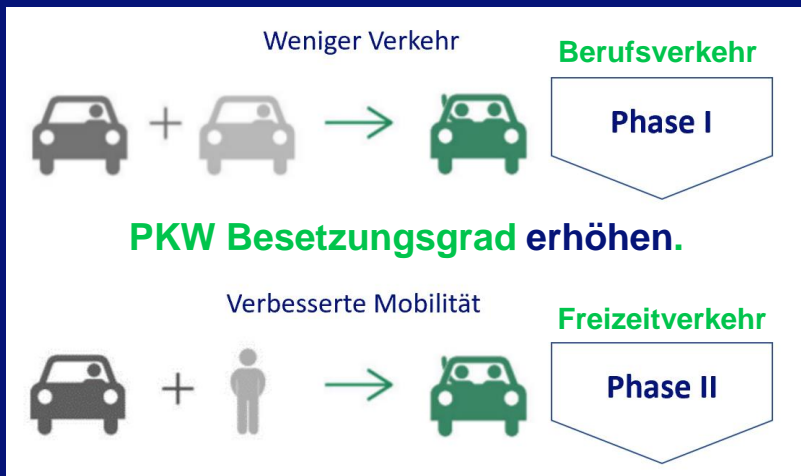 Weniger Verkehr
Berufsverkehr
Phase I
PKW Besetzungsgrad erhöhen.
Verbesserte Mobilität
Freizeitverkehr
Phase II